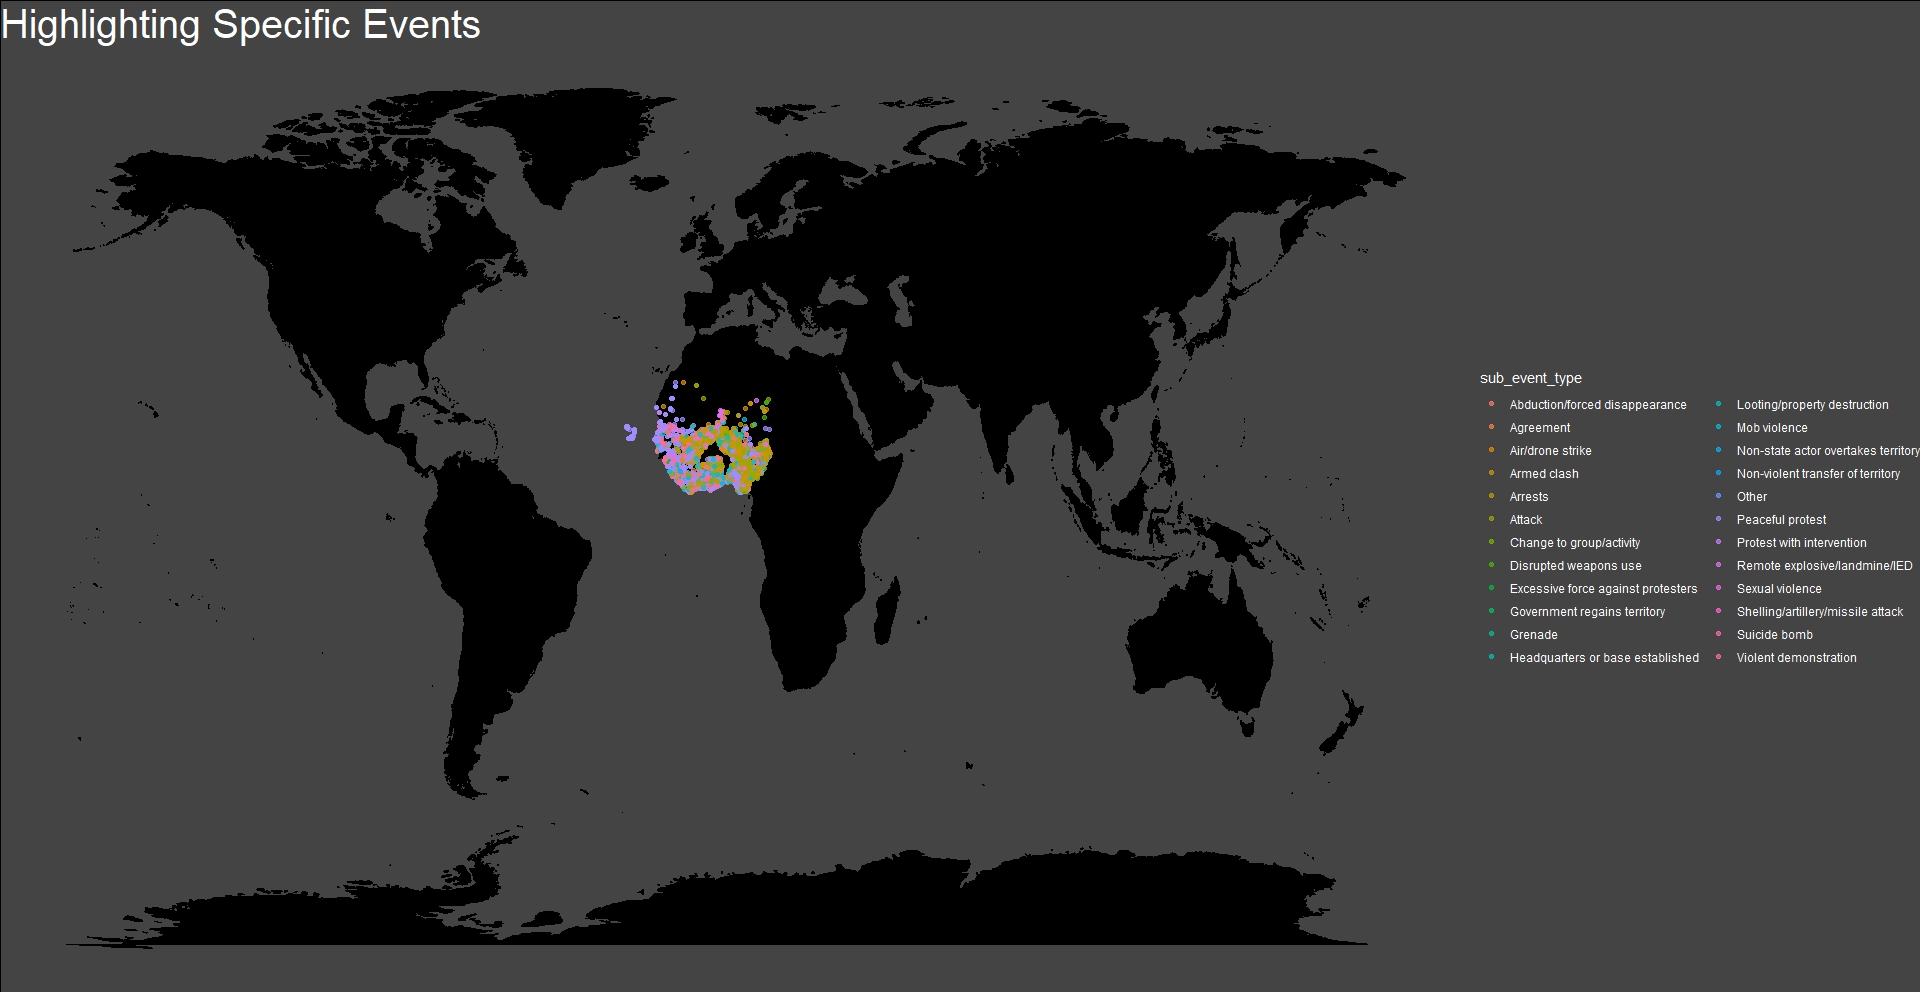 Highlighting Specific Events
sub_event_type
Abduction/forced disappearance
Agreement
Air/drone strike
Armed clash
Arrests
Attack
Change to group/activity
Disrupted weapons use
Excessive force against protesters
Government regains territory
Grenade
Headquarters or base established
Looting/property destruction
Mob violence
Non-state actor overtakes territory
Non-violent transfer of territory
Other
Peaceful protest
Protest with intervention
Remote explosive/landmine/IED
Sexual violence
Shelling/artillery/missile attack
Suicide bomb
Violent demonstration